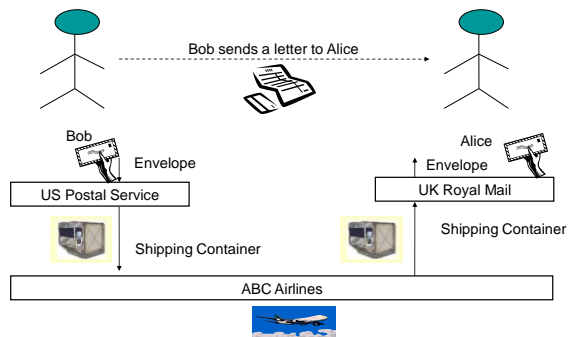 Bob sends a letter to Alice
Bob
Alice
Envelope
Envelope
US Postal Service
UK Royal Mail
Shipping Container
Shipping Container
ABC Airlines